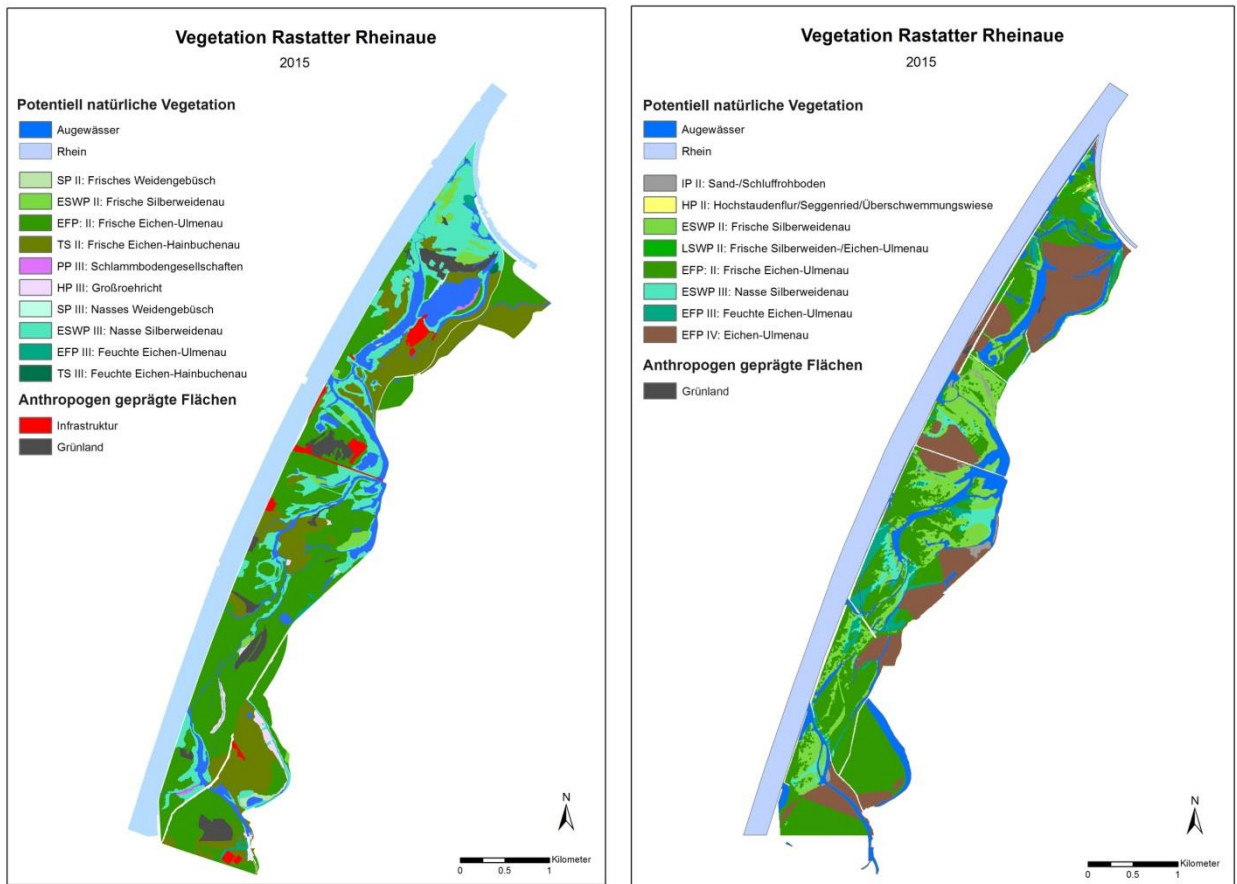 Vegetation Rastatter Rheinaue
2015
Potentiell natürliche Vegetation
Augewässer
Rhein
SP II: Frisches Weidengebüsch
ESWP II: Frische Silberweidenau
EFP: II: Frische Eichen-Ulmenau
TS II: Frische Eichen-Hainbuchenau
PP III: Schlammbodengesellschaften
HP III: Großroehricht
SP III: Nasses Weidengebüsch
ESWP III: Nasse Silberweidenau
EFP III: Feuchte Eichen-Ulmenau
TS III: Feuchte Eichen-Hainbuchenau
Anthropogen geprägte Flächen
Infrastruktur
Grünland
N
Kilometer
0 0.5 1
Vegetation Rastatter Rheinaue
2015
Potentiell natürliche Vegetation
Augewässer
Rhein
IP II: Sand-/Schluffrohboden
HP II: Hochstaudenflur/Seggenried/Überschwemmungswiese
ESWP II: Frische Silberweidenau
LSWP II: Frische Silberweiden-/Eichen-Ulmenau
EFP: II: Frische Eichen-Ulmenau
ESWP III: Nasse Silberweidenau
EFP III: Feuchte Eichen-Ulmenau
EFP IV: Eichen-Ulmenau
Anthropogen geprägte Flächen
Grünland
N
Kilometer
0 0.5 1